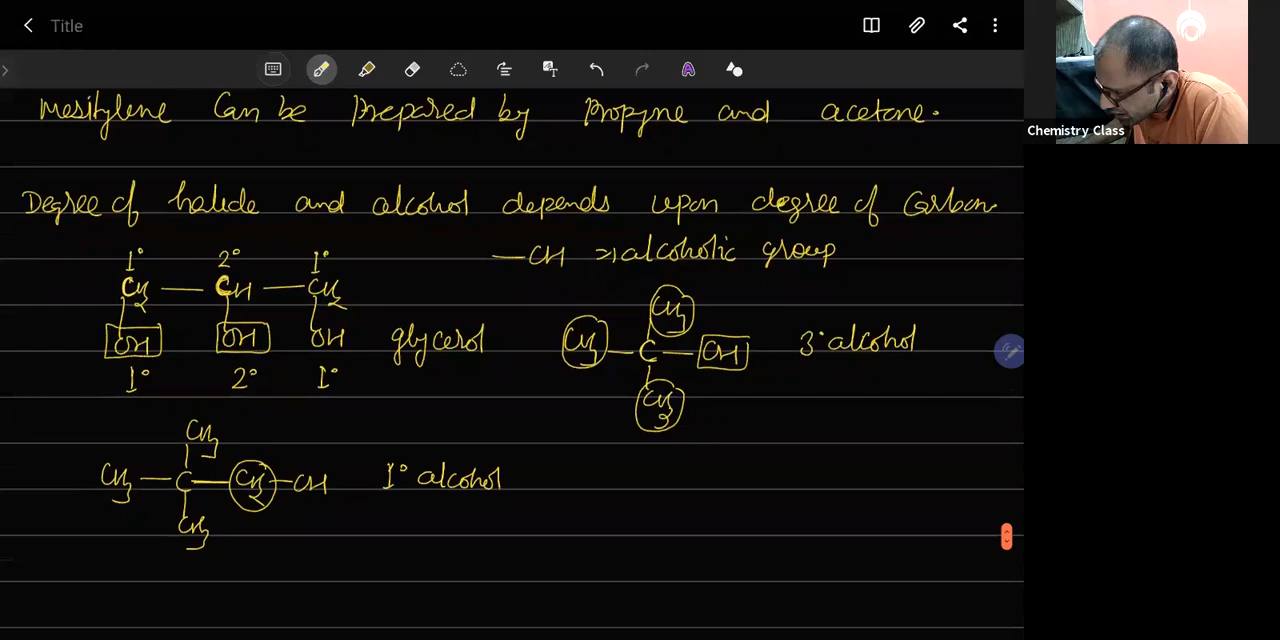 Title
Chemistry Class
Mesitylene Can be Prepared by Propyne and acetone.
Degree of halide and alcohol depends upon degree of Carbon.
—OH ⇒ alcoholic group
1° 2° 1°
CH2 — CH — CH2
OH OH OH glycerol
1° 2° 1°
CH3
CH3 — C — OH 3° alcohol
CH3
CH3
CH3 — C — CH2 — OH 1° alcohol
CH3